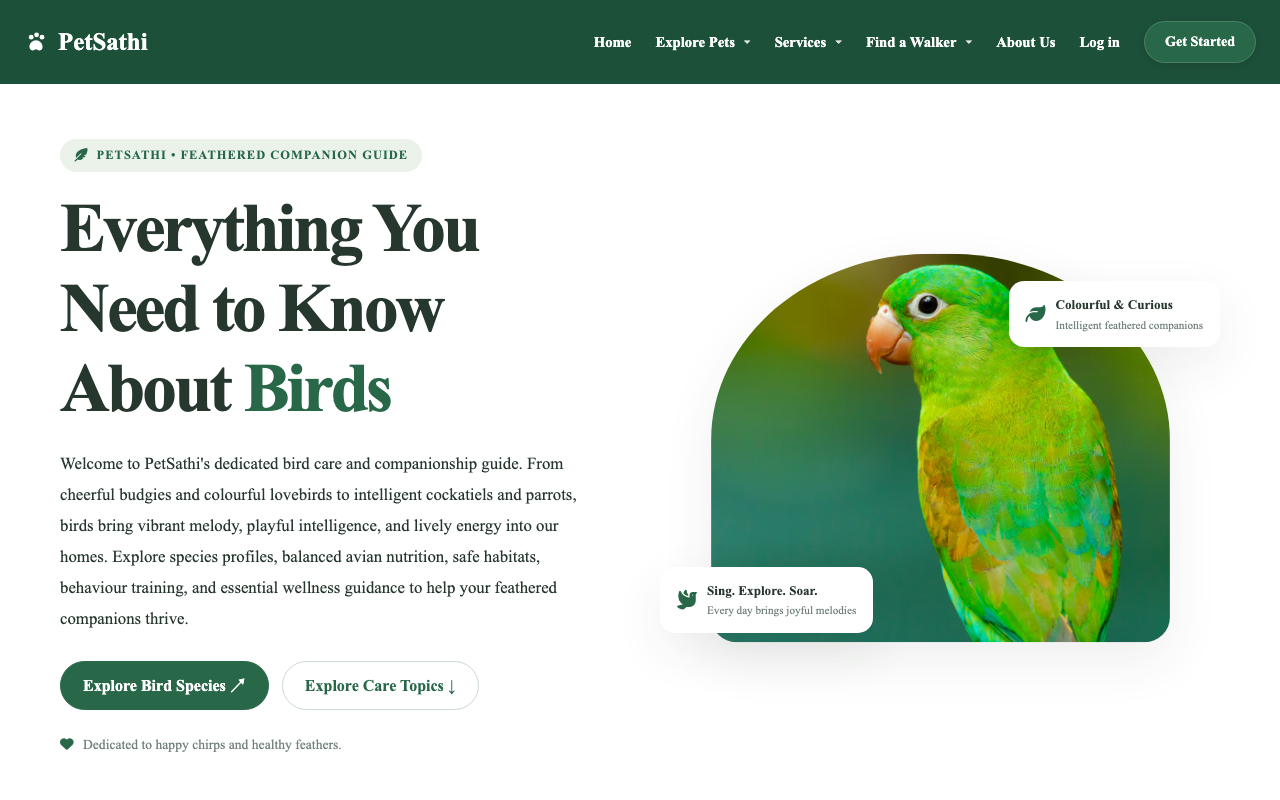 PetSathi
Home Explore Pets Services Find a Walker About Us Log in Get Started
PETSATHI • FEATHERED COMPANION GUIDE
Everything You
Need to Know
About Birds
Welcome to PetSathi's dedicated bird care and companionship guide. From
cheerful budgies and colourful lovebirds to intelligent cockatiels and parrots,
birds bring vibrant melody, playful intelligence, and lively energy into our
homes. Explore species profiles, balanced avian nutrition, safe habitats,
behaviour training, and essential wellness guidance to help your feathered
companions thrive.
Explore Bird Species ↗ Explore Care Topics ↓
Dedicated to happy chirps and healthy feathers.
Colourful & Curious
Intelligent feathered companions
Sing. Explore. Soar.
Every day brings joyful melodies